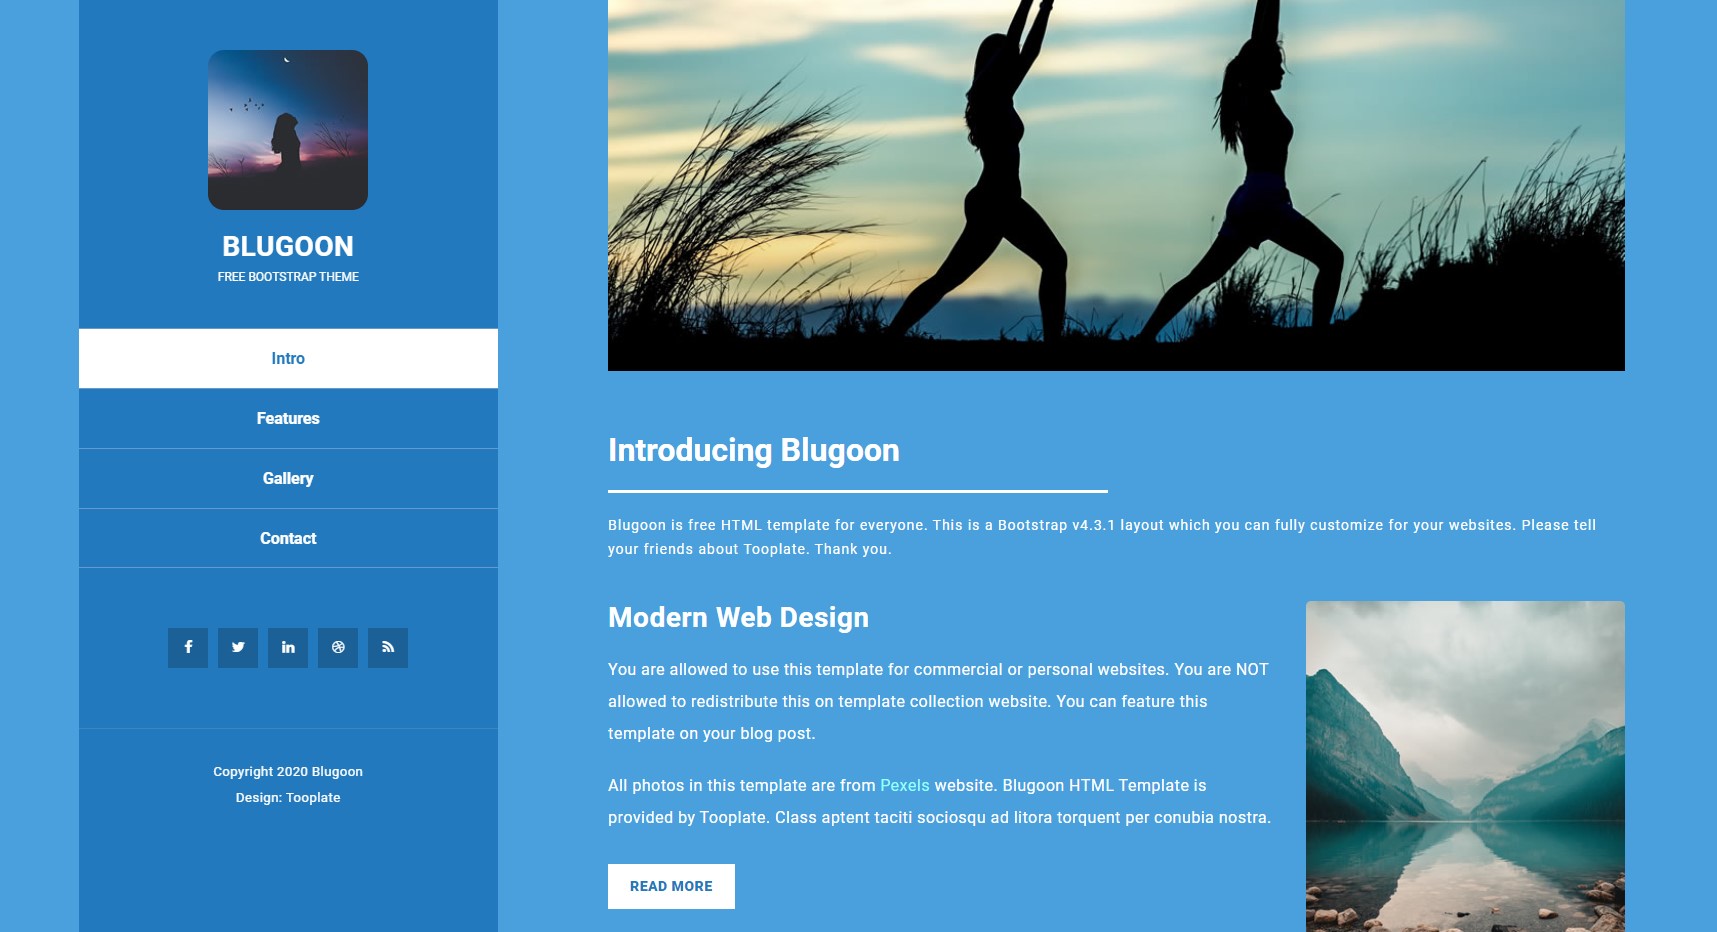 BLUGOON
FREE BOOTSTRAP THEME
Intro
Features
Gallery
Contact
Copyright 2020 Blugoon
Design: Tooplate
Introducing Blugoon
Blugoon is free HTML template for everyone. This is a Bootstrap v4.3.1 layout which you can fully customize for your websites. Please tell
your friends about Tooplate. Thank you.
Modern Web Design
You are allowed to use this template for commercial or personal websites. You are NOT
allowed to redistribute this on template collection website. You can feature this
template on your blog post.
All photos in this template are from Pexels website. Blugoon HTML Template is
provided by Tooplate. Class aptent taciti sociosqu ad litora torquent per conubia nostra.
READ MORE